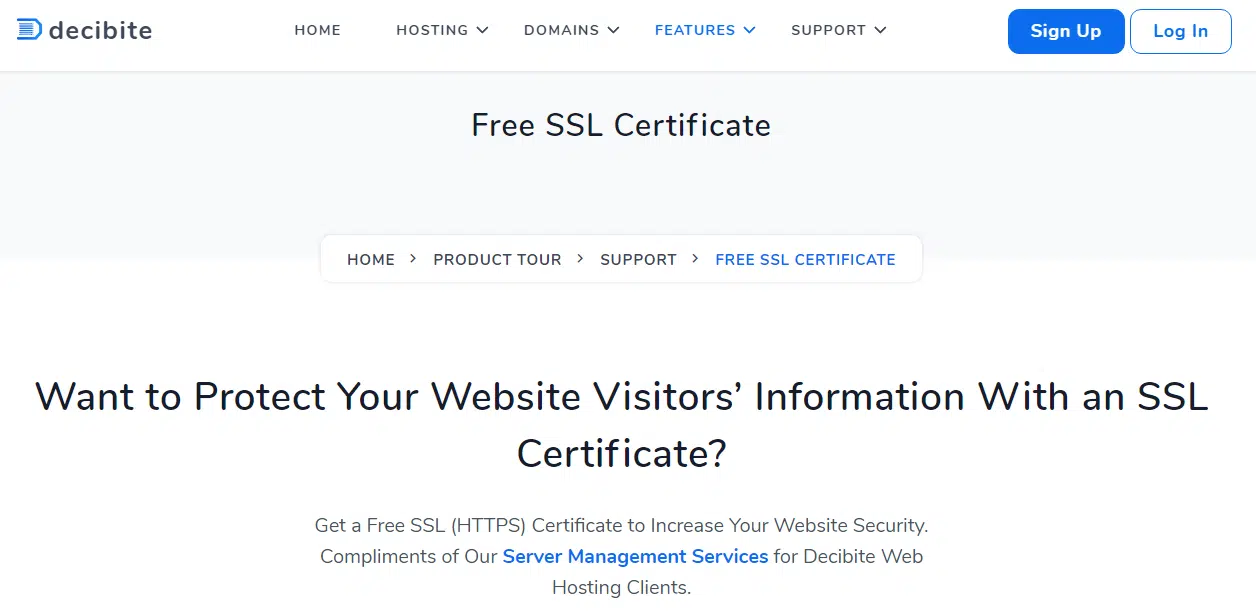 decibite
HOME HOSTING DOMAINS FEATURES SUPPORT Sign Up Log In
Free SSL Certificate
HOME > PRODUCT TOUR > SUPPORT > FREE SSL CERTIFICATE
Want to Protect Your Website Visitors’ Information With an SSL
Certificate?
Get a Free SSL (HTTPS) Certificate to Increase Your Website Security.
Compliments of Our Server Management Services for Decibite Web
Hosting Clients.